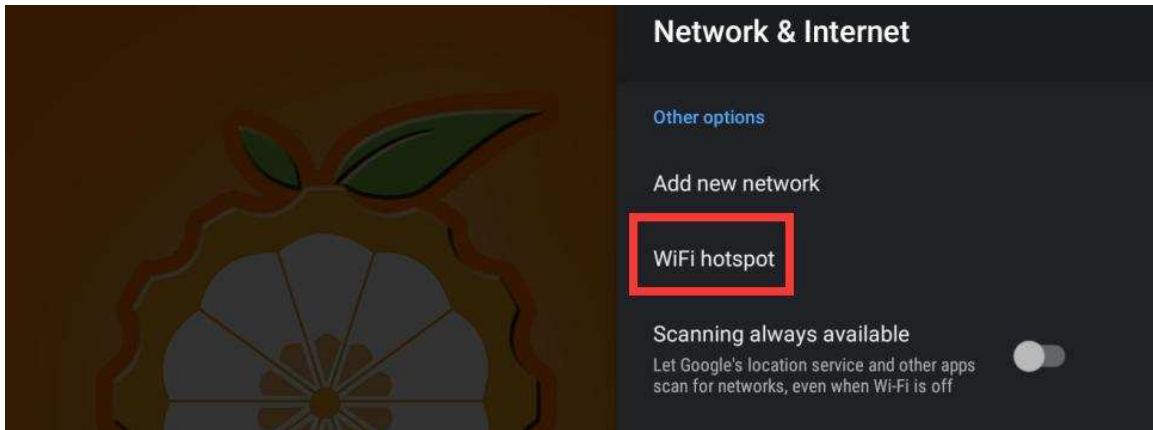 Network & Internet
Other options
Add new network
WiFi hotspot
Scanning always available
Let Google's location service and other apps
scan for networks, even when Wi-Fi is off